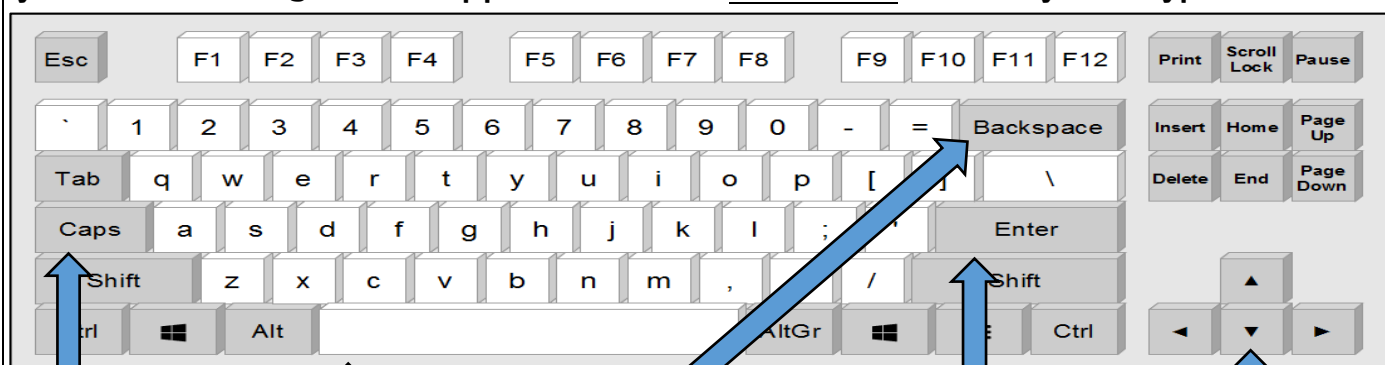 Esc F1 F2 F3 F4 F5 F6 F7 F8 F9 F10 F11 F12 Print Scroll Lock Pause
` 1 2 3 4 5 6 7 8 9 0 - = Backspace Insert Home Page Up
Tab q w e r t y u i o p [ ] \ Delete End Page Down
Caps a s d f g h j k l ; ' Enter
Shift z x c v b n m , / Shift
Ctrl Alt AltGr Ctrl